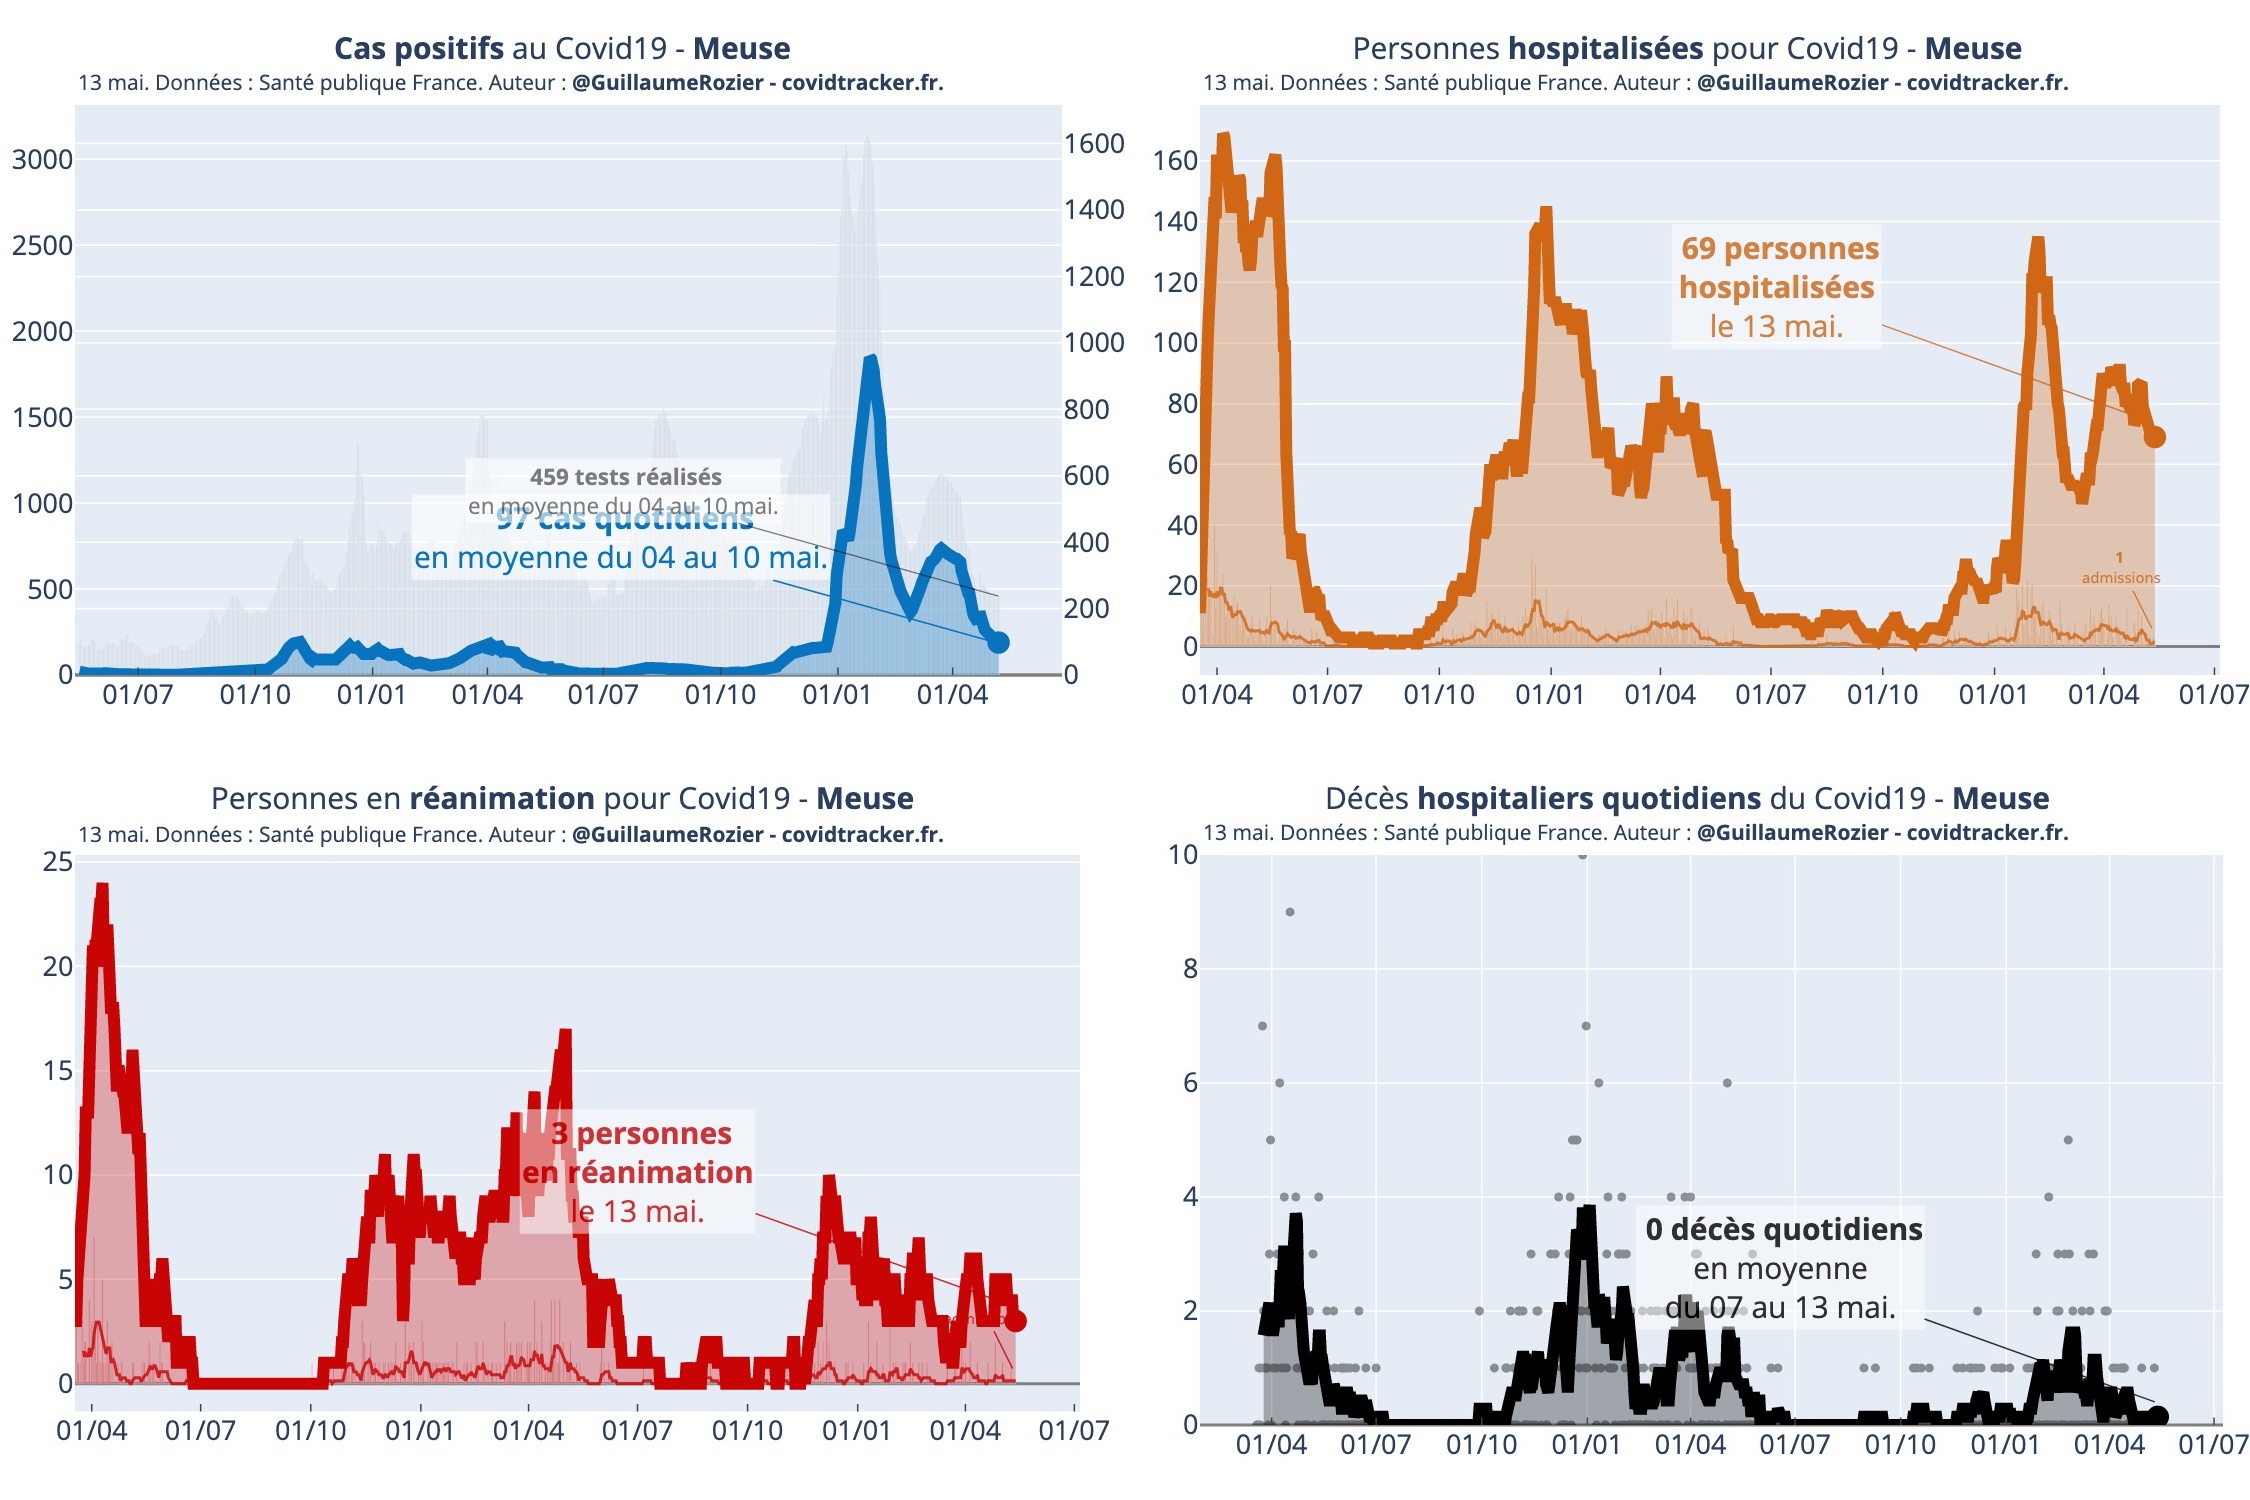 Cas positifs au Covid19 - Meuse
13 mai. Données : Santé publique France. Auteur : @GuillaumeRozier - covidtracker.fr.
3000
2500
2000
1500
1000
500
0
1600
1400
1200
1000
800
600
400
200
0
459 tests réalisés
en moyenne du 04 au 10 mai.
97 cas quotidiens
en moyenne du 04 au 10 mai.
01/07 01/10 01/01 01/04 01/07 01/10 01/01 01/04
Personnes hospitalisées pour Covid19 - Meuse
13 mai. Données : Santé publique France. Auteur : @GuillaumeRozier - covidtracker.fr.
160
140
120
100
80
60
40
20
0
69 personnes
hospitalisées
le 13 mai.
1
admissions
01/04 01/07 01/10 01/01 01/04 01/07 01/10 01/01 01/04 01/07
Personnes en réanimation pour Covid19 - Meuse
13 mai. Données : Santé publique France. Auteur : @GuillaumeRozier - covidtracker.fr.
25
20
15
10
5
0
3 personnes
en réanimation
le 13 mai.
01/04 01/07 01/10 01/01 01/04 01/07 01/10 01/01 01/04 01/07
Décès hospitaliers quotidiens du Covid19 - Meuse
13 mai. Données : Santé publique France. Auteur : @GuillaumeRozier - covidtracker.fr.
10
8
6
4
2
0
0 décès quotidiens
en moyenne
du 07 au 13 mai.
01/04 01/07 01/10 01/01 01/04 01/07 01/10 01/01 01/04 01/07